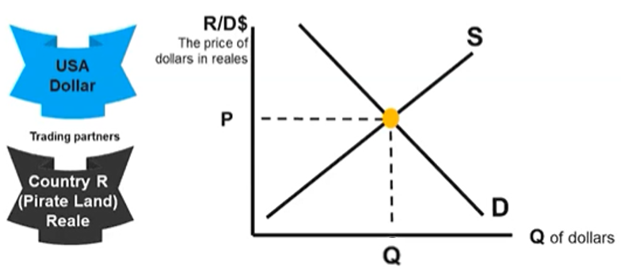 USA
Dollar
Trading partners
Country R
(Pirate Land)
Reale
R/D$
The price of
dollars in reales
S
P
D
Q of dollars
Q